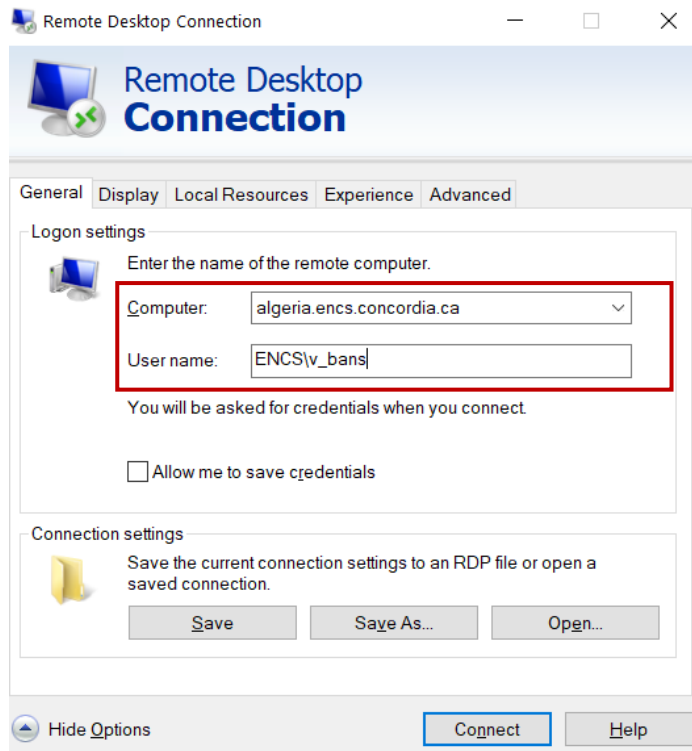 Remote Desktop Connection
Remote Desktop
Connection
General Display Local Resources Experience Advanced
Logon settings
Enter the name of the remote computer.
Computer: algeria.encs.concordia.ca
User name: ENCS\v_bans
You will be asked for credentials when you connect.
Allow me to save credentials
Connection settings
Save the current connection settings to an RDP file or open a
saved connection.
Save Save As... Open...
Hide Options Connect Help